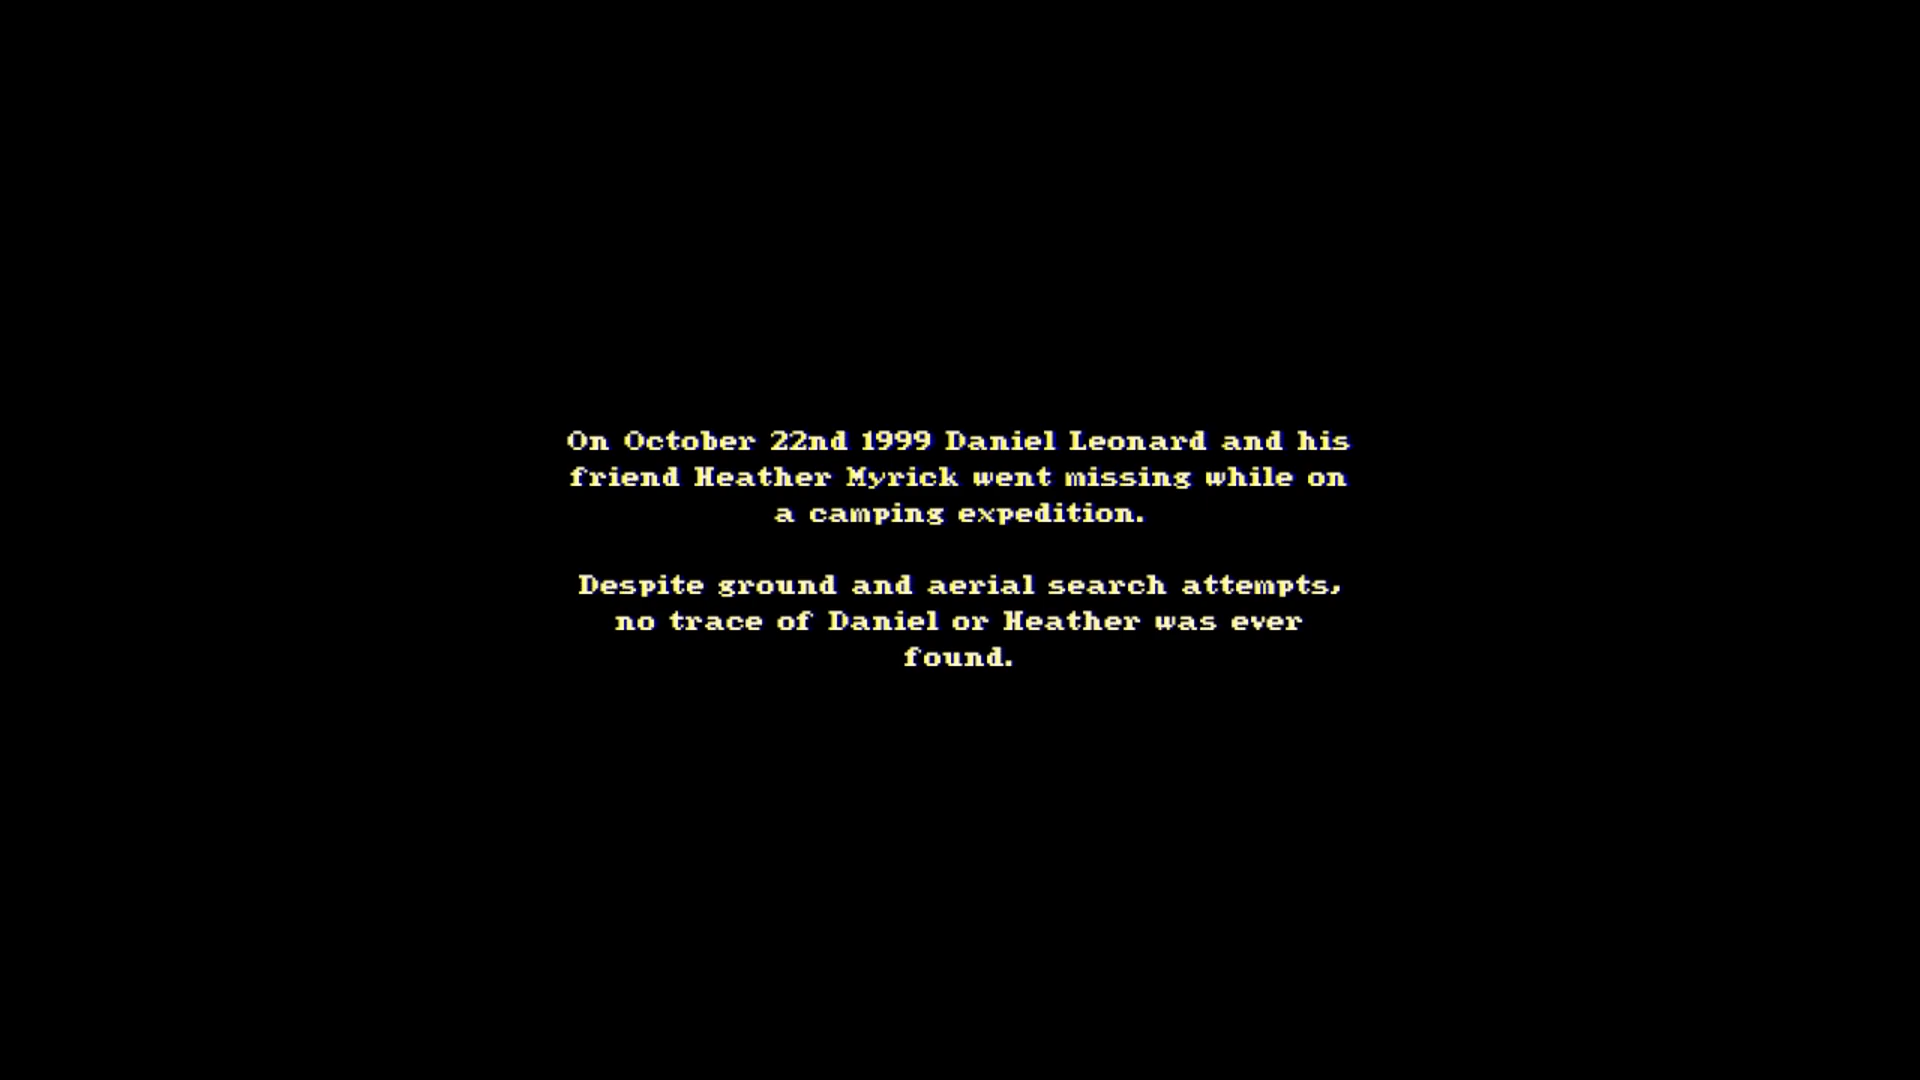 On October 22nd 1999 Daniel Leonard and his
friend Heather Myrick went missing while on
a camping expedition.
Despite ground and aerial search attempts,
no trace of Daniel or Heather was ever
found.